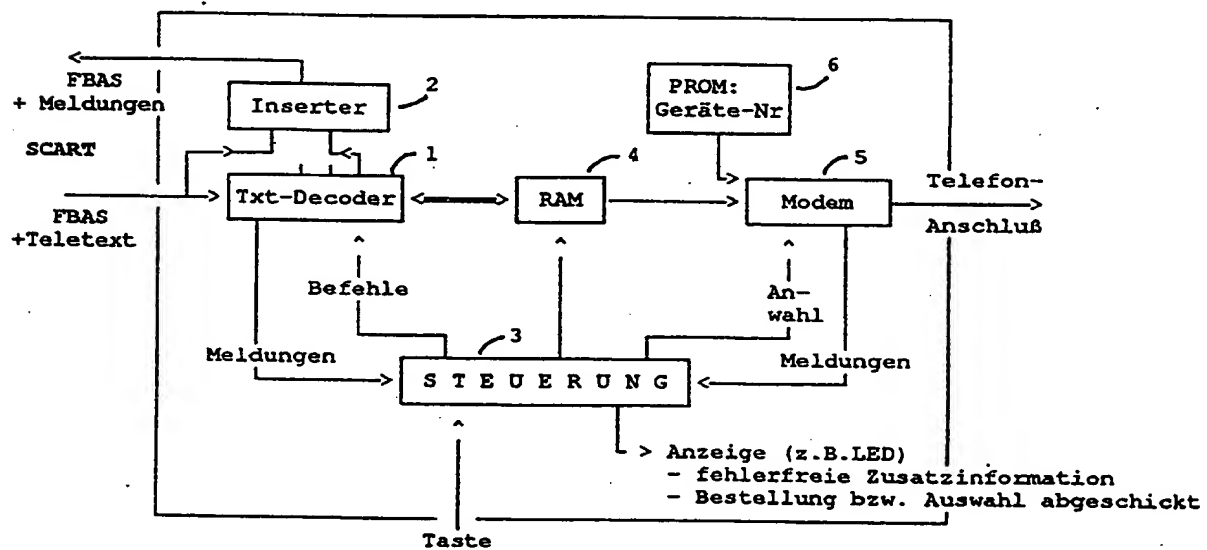 FBAS
+ Meldungen
SCART
FBAS
+Teletext
2
Inserter
1
Txt-Decoder
4
RAM
6
PROM:
Geräte-Nr
5
Modem
Telefon-
Anschluß
Befehle
An-
wahl
Meldungen
3
Meldungen
S T E U E R U N G
Anzeige (z.B.LED)
- fehlerfreie Zusatzinformation
- Bestellung bzw. Auswahl abgeschickt
Taste